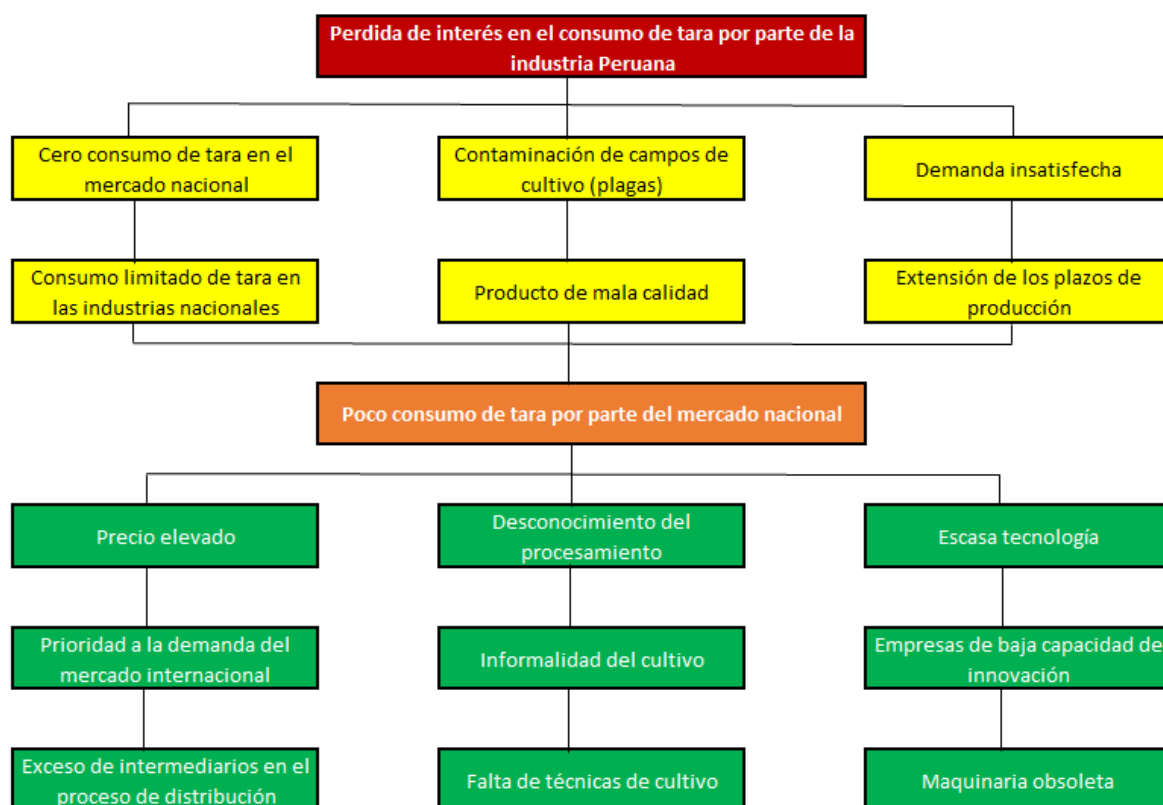 Perdida de interés en el consumo de tara por parte de la
industria Peruana
Cero consumo de tara en el
mercado nacional
Contaminación de campos de
cultivo (plagas)
Demanda insatisfecha
Consumo limitado de tara en
las industrias nacionales
Producto de mala calidad
Extensión de los plazos de
producción
Poco consumo de tara por parte del mercado nacional
Precio elevado
Desconocimiento del
procesamiento
Escasa tecnología
Prioridad a la demanda del
mercado internacional
Informalidad del cultivo
Empresas de baja capacidad de
innovación
Exceso de intermediarios en el
proceso de distribución
Falta de técnicas de cultivo
Maquinaria obsoleta